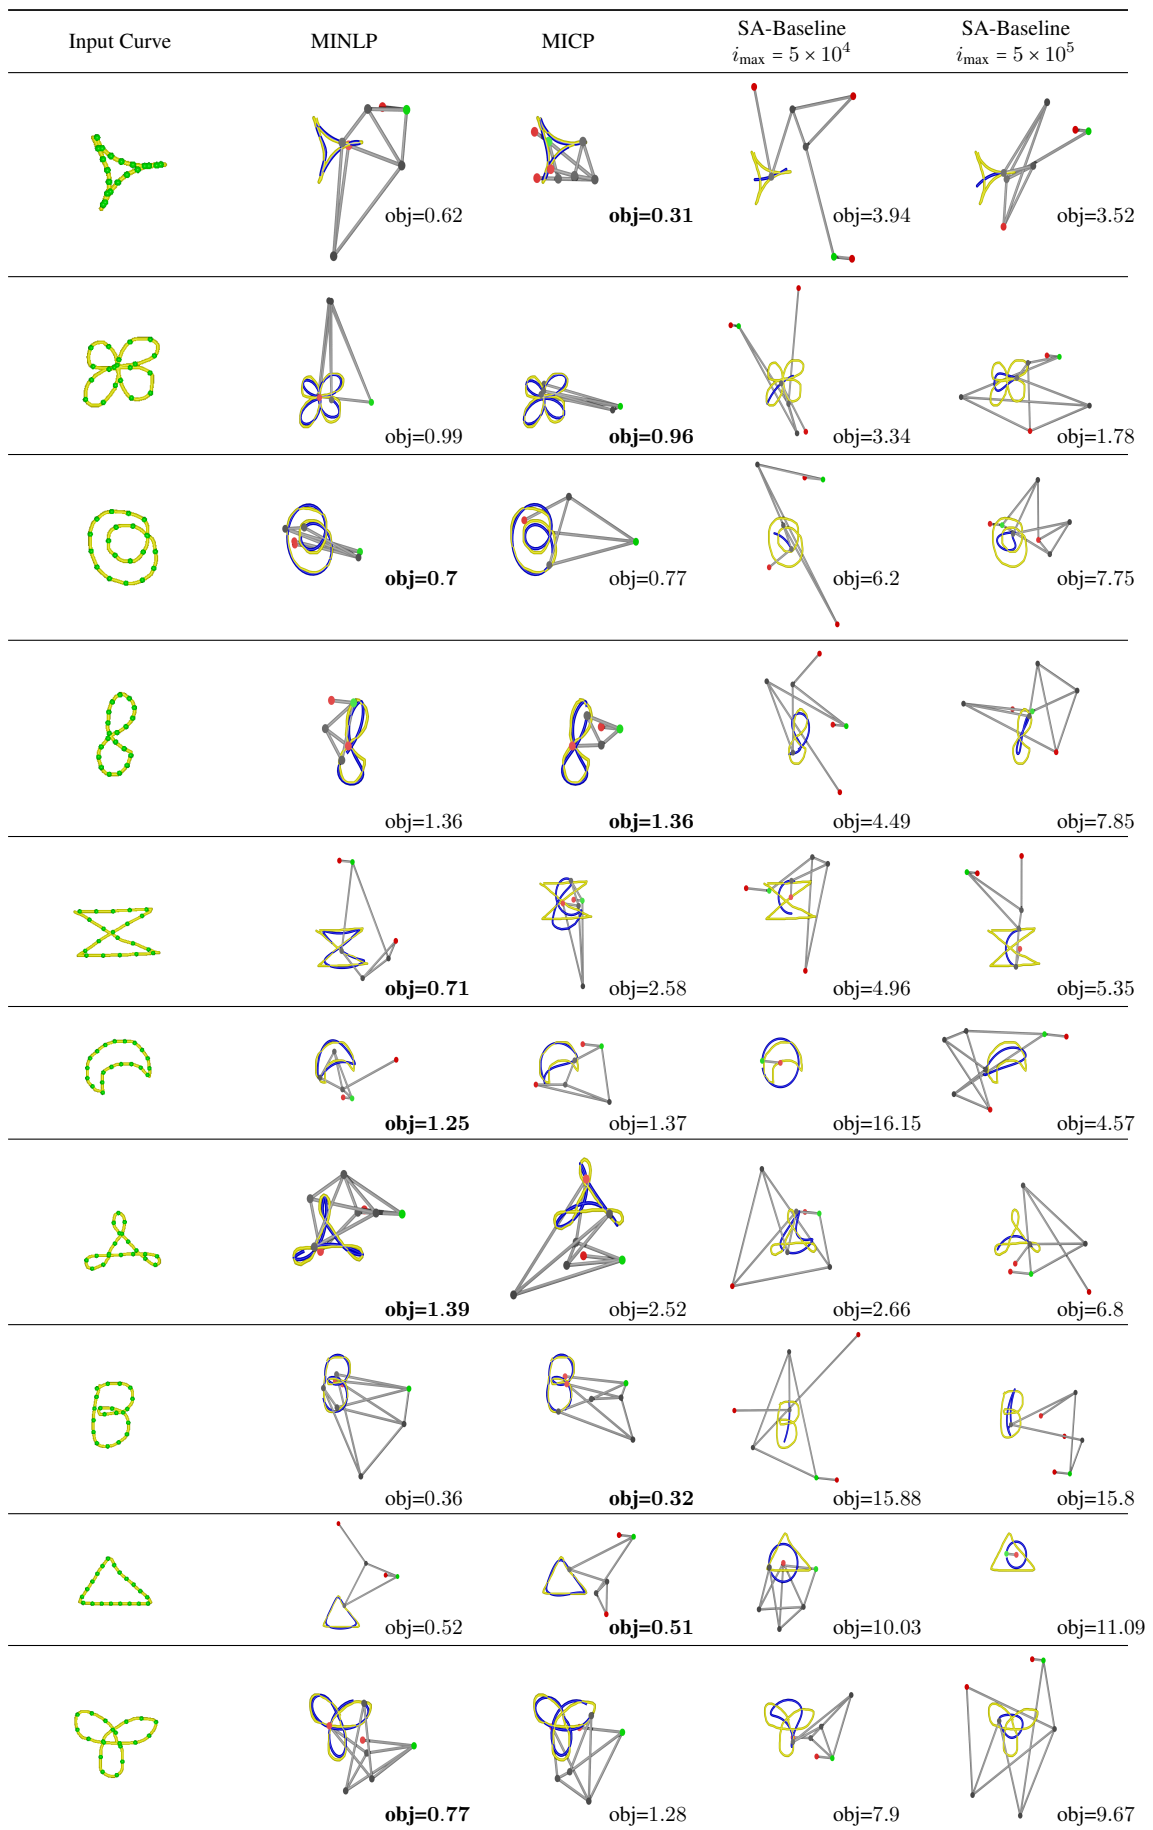 Input Curve MINLP MICP SA-Baseline SA-Baseline
i_max = 5 × 10^4 i_max = 5 × 10^5
obj=0.62 obj=0.31 obj=3.94 obj=3.52
obj=0.99 obj=0.96 obj=3.34 obj=1.78
obj=0.7 obj=0.77 obj=6.2 obj=7.75
obj=1.36 obj=1.36 obj=4.49 obj=7.85
obj=0.71 obj=2.58 obj=4.96 obj=5.35
obj=1.25 obj=1.37 obj=16.15 obj=4.57
obj=1.39 obj=2.52 obj=2.66 obj=6.8
obj=0.36 obj=0.32 obj=15.88 obj=15.8
obj=0.52 obj=0.51 obj=10.03 obj=11.09
obj=0.77 obj=1.28 obj=7.9 obj=9.67